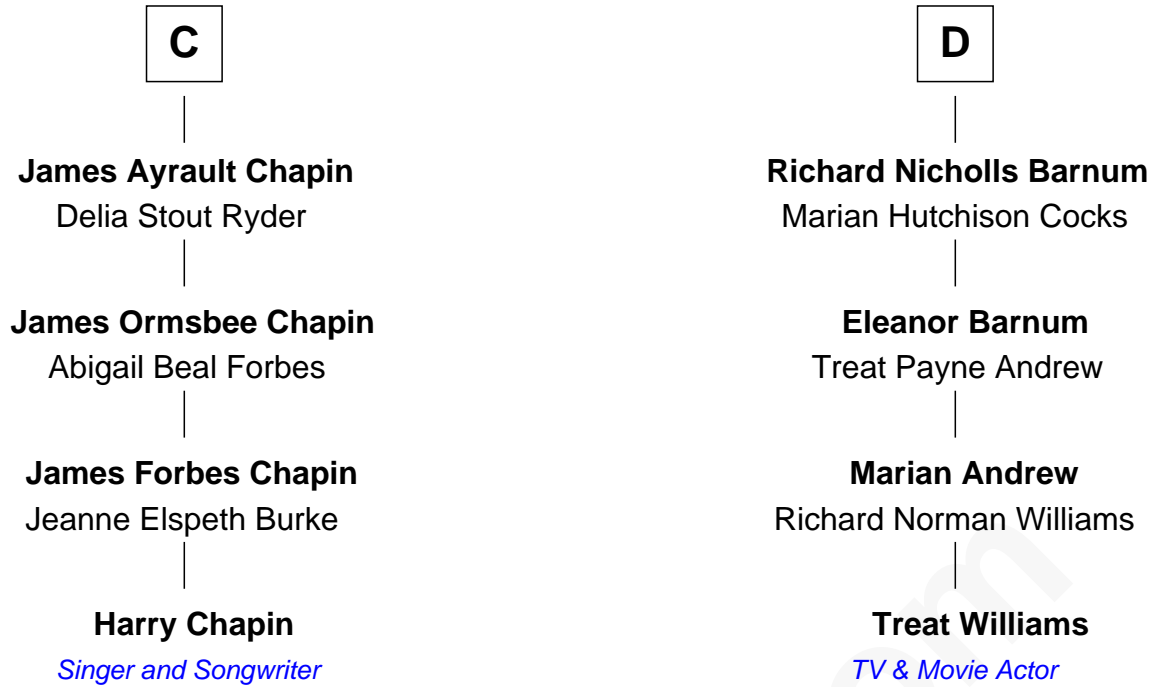 C
James Ayrault Chapin
Delia Stout Ryder
James Ormsbee Chapin
Abigail Beal Forbes
James Forbes Chapin
Jeanne Elspeth Burke
Harry Chapin
Singer and Songwriter
D
Richard Nicholls Barnum
Marian Hutchison Cocks
Eleanor Barnum
Treat Payne Andrew
Marian Andrew
Richard Norman Williams
Treat Williams
TV & Movie Actor